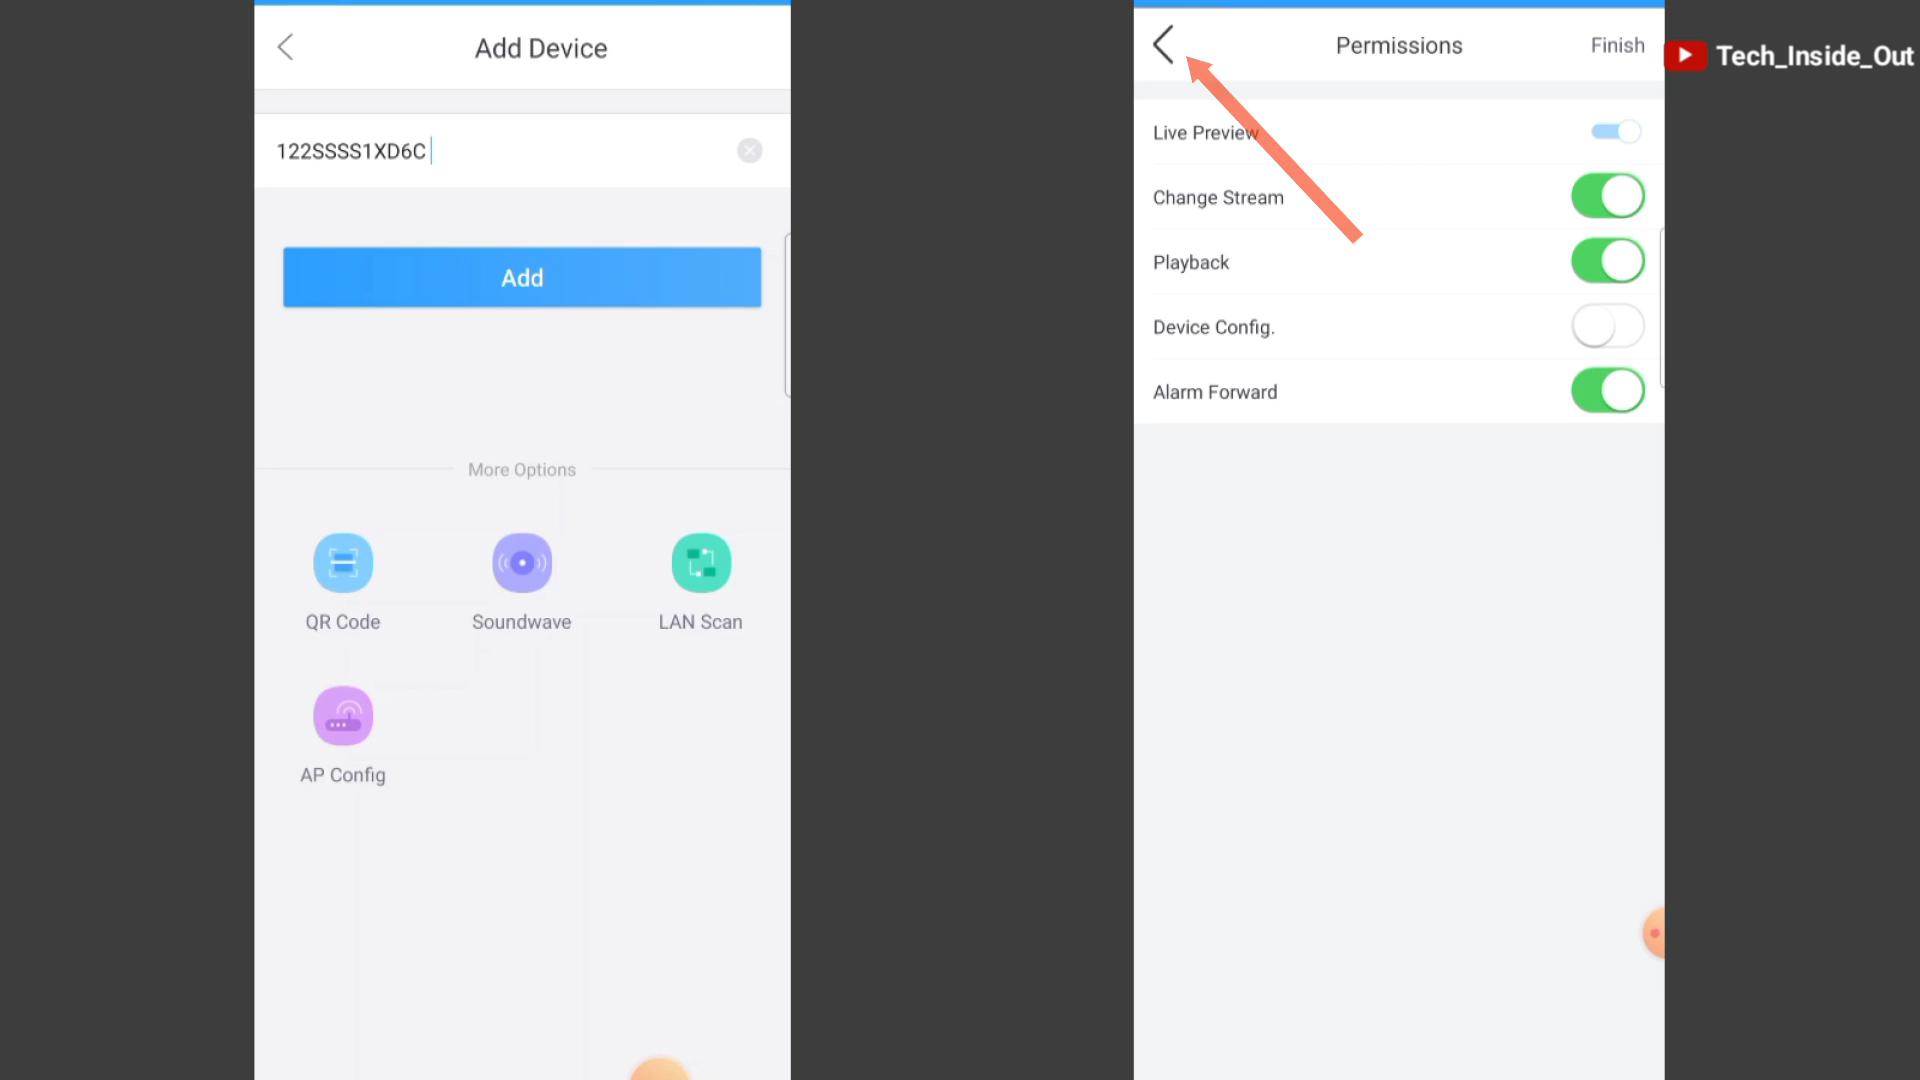 Add Device
122SSSS1XD6C
Add
More Options
QR Code
Soundwave
LAN Scan
AP Config
Permissions
Finish
Live Preview
Change Stream
Playback
Device Config.
Alarm Forward
Tech_Inside_Out